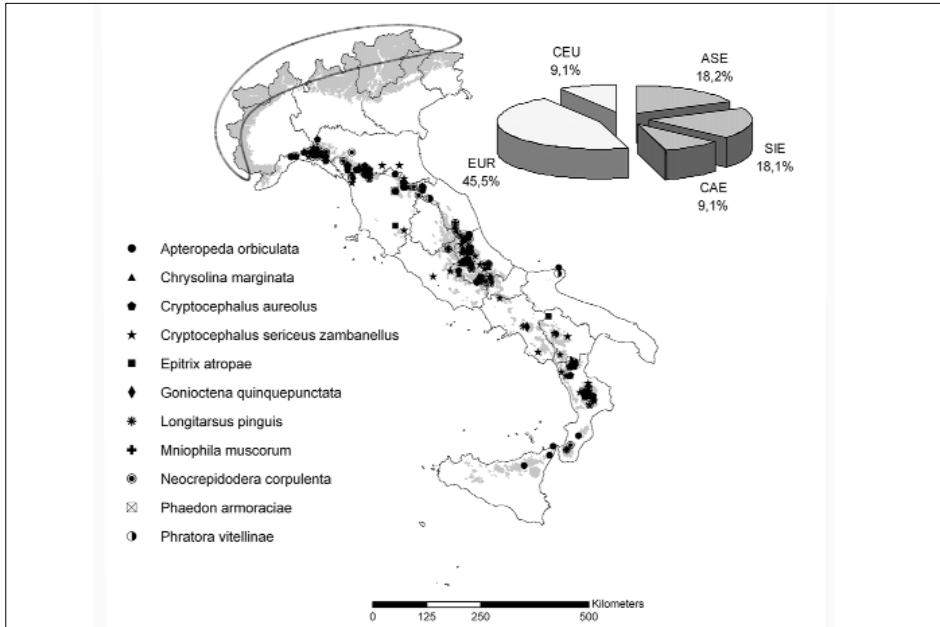 CEU
9,1%
ASE
18,2%
SIE
18,1%
CAE
9,1%
EUR
45,5%
Apteropeda orbiculata
Chrysolina marginata
Cryptocephalus aureolus
Cryptocephalus sericeus zambanellus
Epitrix atropae
Gonioctena quinquepunctata
Longitarsus pinguis
Mniophila muscorum
Neocrepidodera corpulenta
Phaedon armoraciae
Phratora vitellinae
Kilometers
0 125 250 500